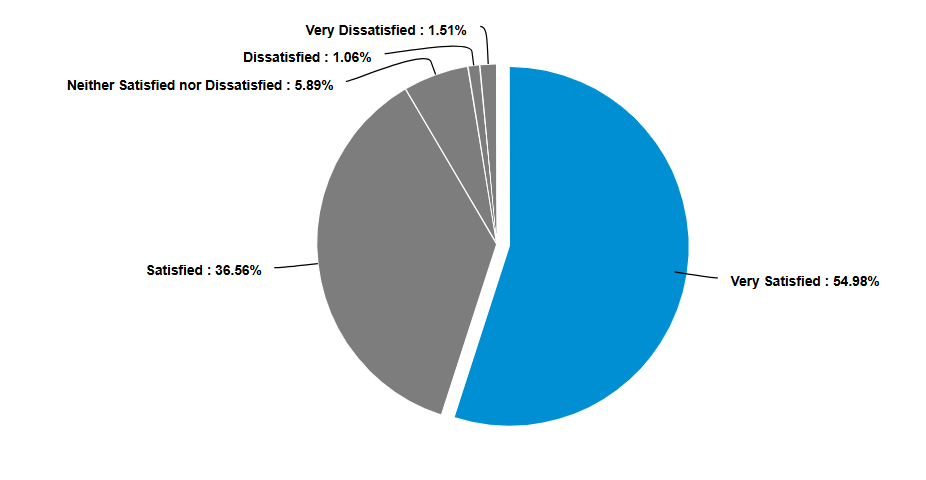 Very Dissatisfied : 1.51%
Dissatisfied : 1.06%
Neither Satisfied nor Dissatisfied : 5.89%
Satisfied : 36.56%
Very Satisfied : 54.98%